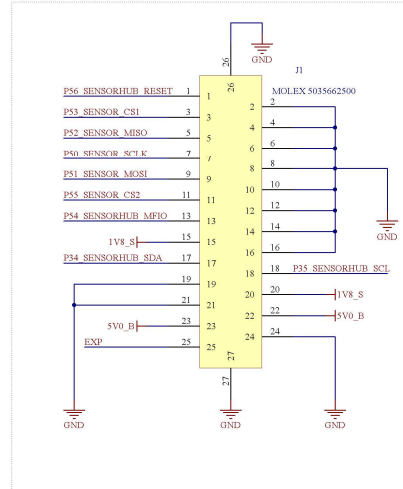 26
GND
J1
26
MOLEX 5035662500
P56_SENSORHUB_RESET 1 1 2 2
P53_SENSOR_CS1 3 3 4 4
P52_SENSOR_MISO 5 5 6 6
P50_SENSOR_SCLK 7 7 8 8
P51_SENSOR_MOSI 9 9 10 10
P55_SENSOR_CS2 11 11 12 12
P54_SENSORHUB_MFIO 13 13 14 14
GND
1V8_S 15 15 16 16
P34_SENSORHUB_SDA 17 17 18 18 P35_SENSORHUB_SCL
19 19 20 20 1V8_S
21 21 22 22 5V0_B
5V0_B 23 23 24 24
EXP 25 25
27
27
GND GND GND